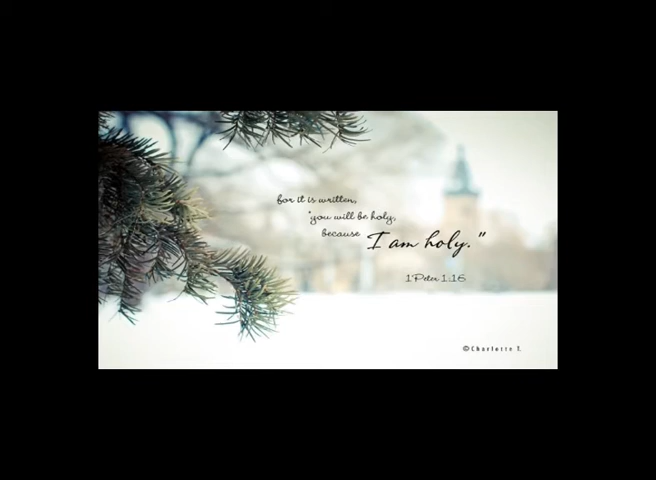 for it is written,
"you will be holy,
because I am holy."
1 Peter 1:16
©Charlotte T.